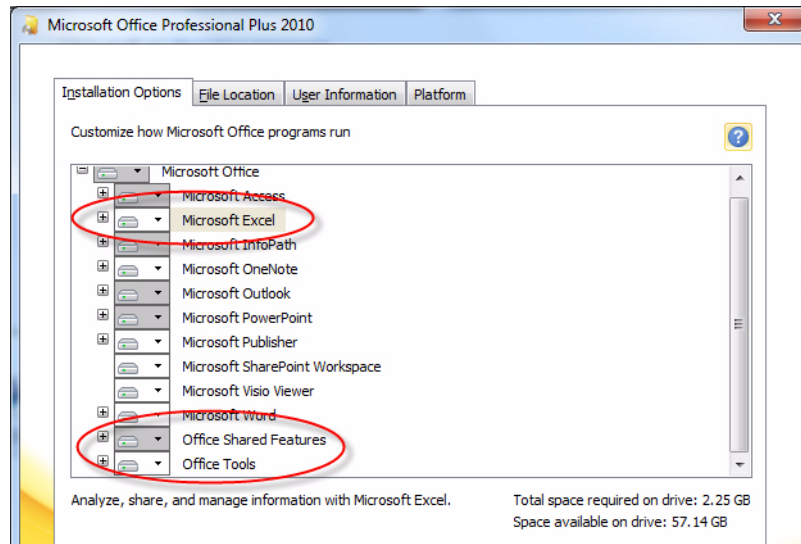 Microsoft Office Professional Plus 2010
Installation Options File Location User Information Platform
Customize how Microsoft Office programs run
Microsoft Office
Microsoft Access
Microsoft Excel
Microsoft InfoPath
Microsoft OneNote
Microsoft Outlook
Microsoft PowerPoint
Microsoft Publisher
Microsoft SharePoint Workspace
Microsoft Visio Viewer
Microsoft Word
Office Shared Features
Office Tools
Analyze, share, and manage information with Microsoft Excel.
Total space required on drive: 2.25 GB
Space available on drive: 57.14 GB